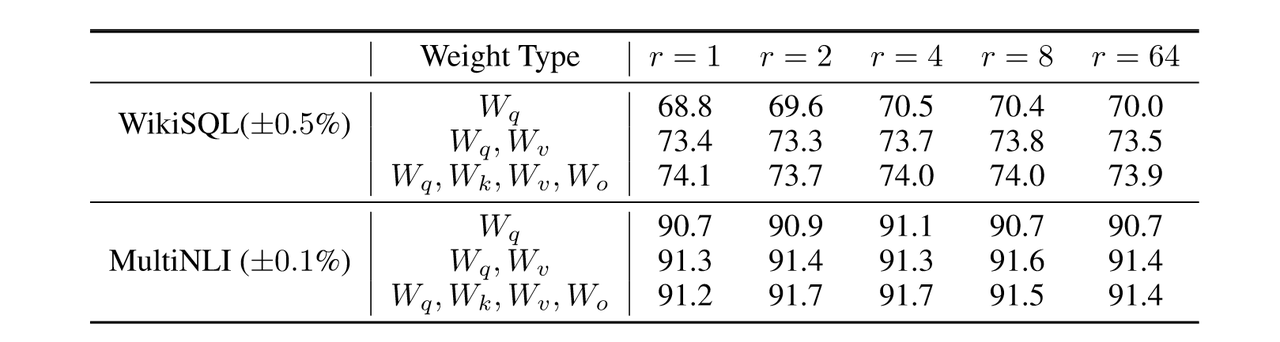 Weight Type r = 1 r = 2 r = 4 r = 8 r = 64
WikiSQL(±0.5%)
W_q 68.8 69.6 70.5 70.4 70.0
W_q, W_v 73.4 73.3 73.7 73.8 73.5
W_q, W_k, W_v, W_o 74.1 73.7 74.0 74.0 73.9
MultiNLI (±0.1%)
W_q 90.7 90.9 91.1 90.7 90.7
W_q, W_v 91.3 91.4 91.3 91.6 91.4
W_q, W_k, W_v, W_o 91.2 91.7 91.7 91.5 91.4